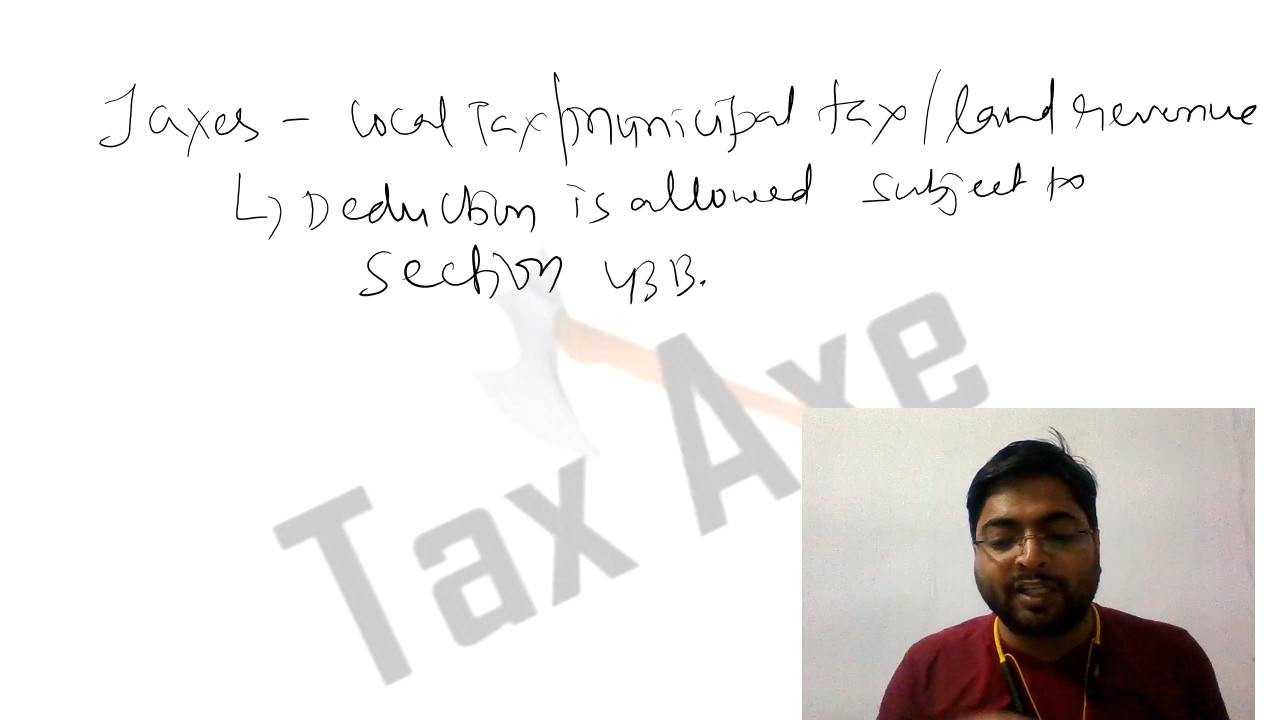 Taxes - Local Tax/municipal tax/land revenue
↳ Deduction is allowed subject to
section 43B.
Tax Axe